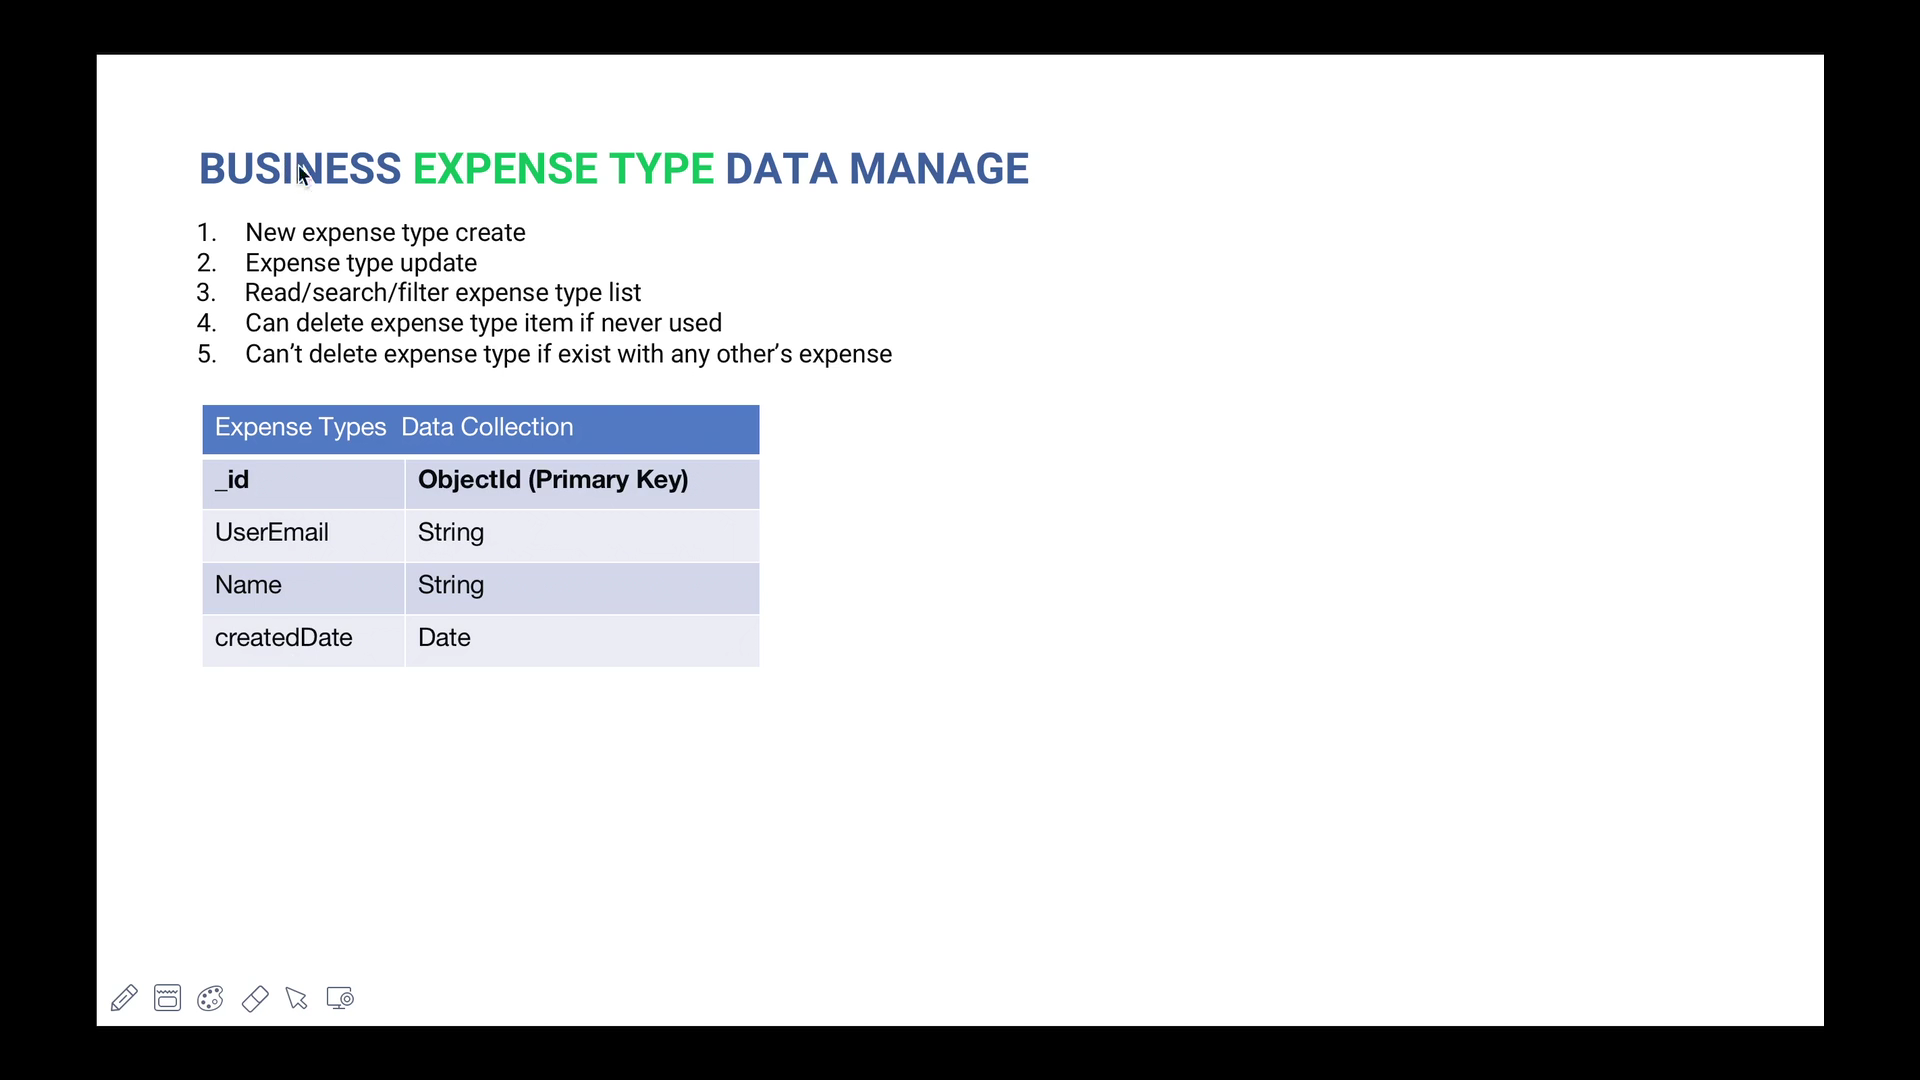 BUSINESS EXPENSE TYPE DATA MANAGE
1. New expense type create
2. Expense type update
3. Read/search/filter expense type list
4. Can delete expense type item if never used
5. Can’t delete expense type if exist with any other’s expense
Expense Types Data Collection
_id ObjectId (Primary Key)
UserEmail String
Name String
createdDate Date